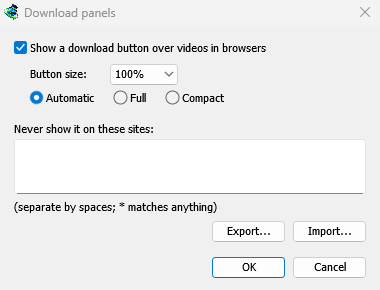 Download panels
Show a download button over videos in browsers
Button size: 100%
Automatic Full Compact
Never show it on these sites:
(separate by spaces; * matches anything)
Export... Import...
OK Cancel